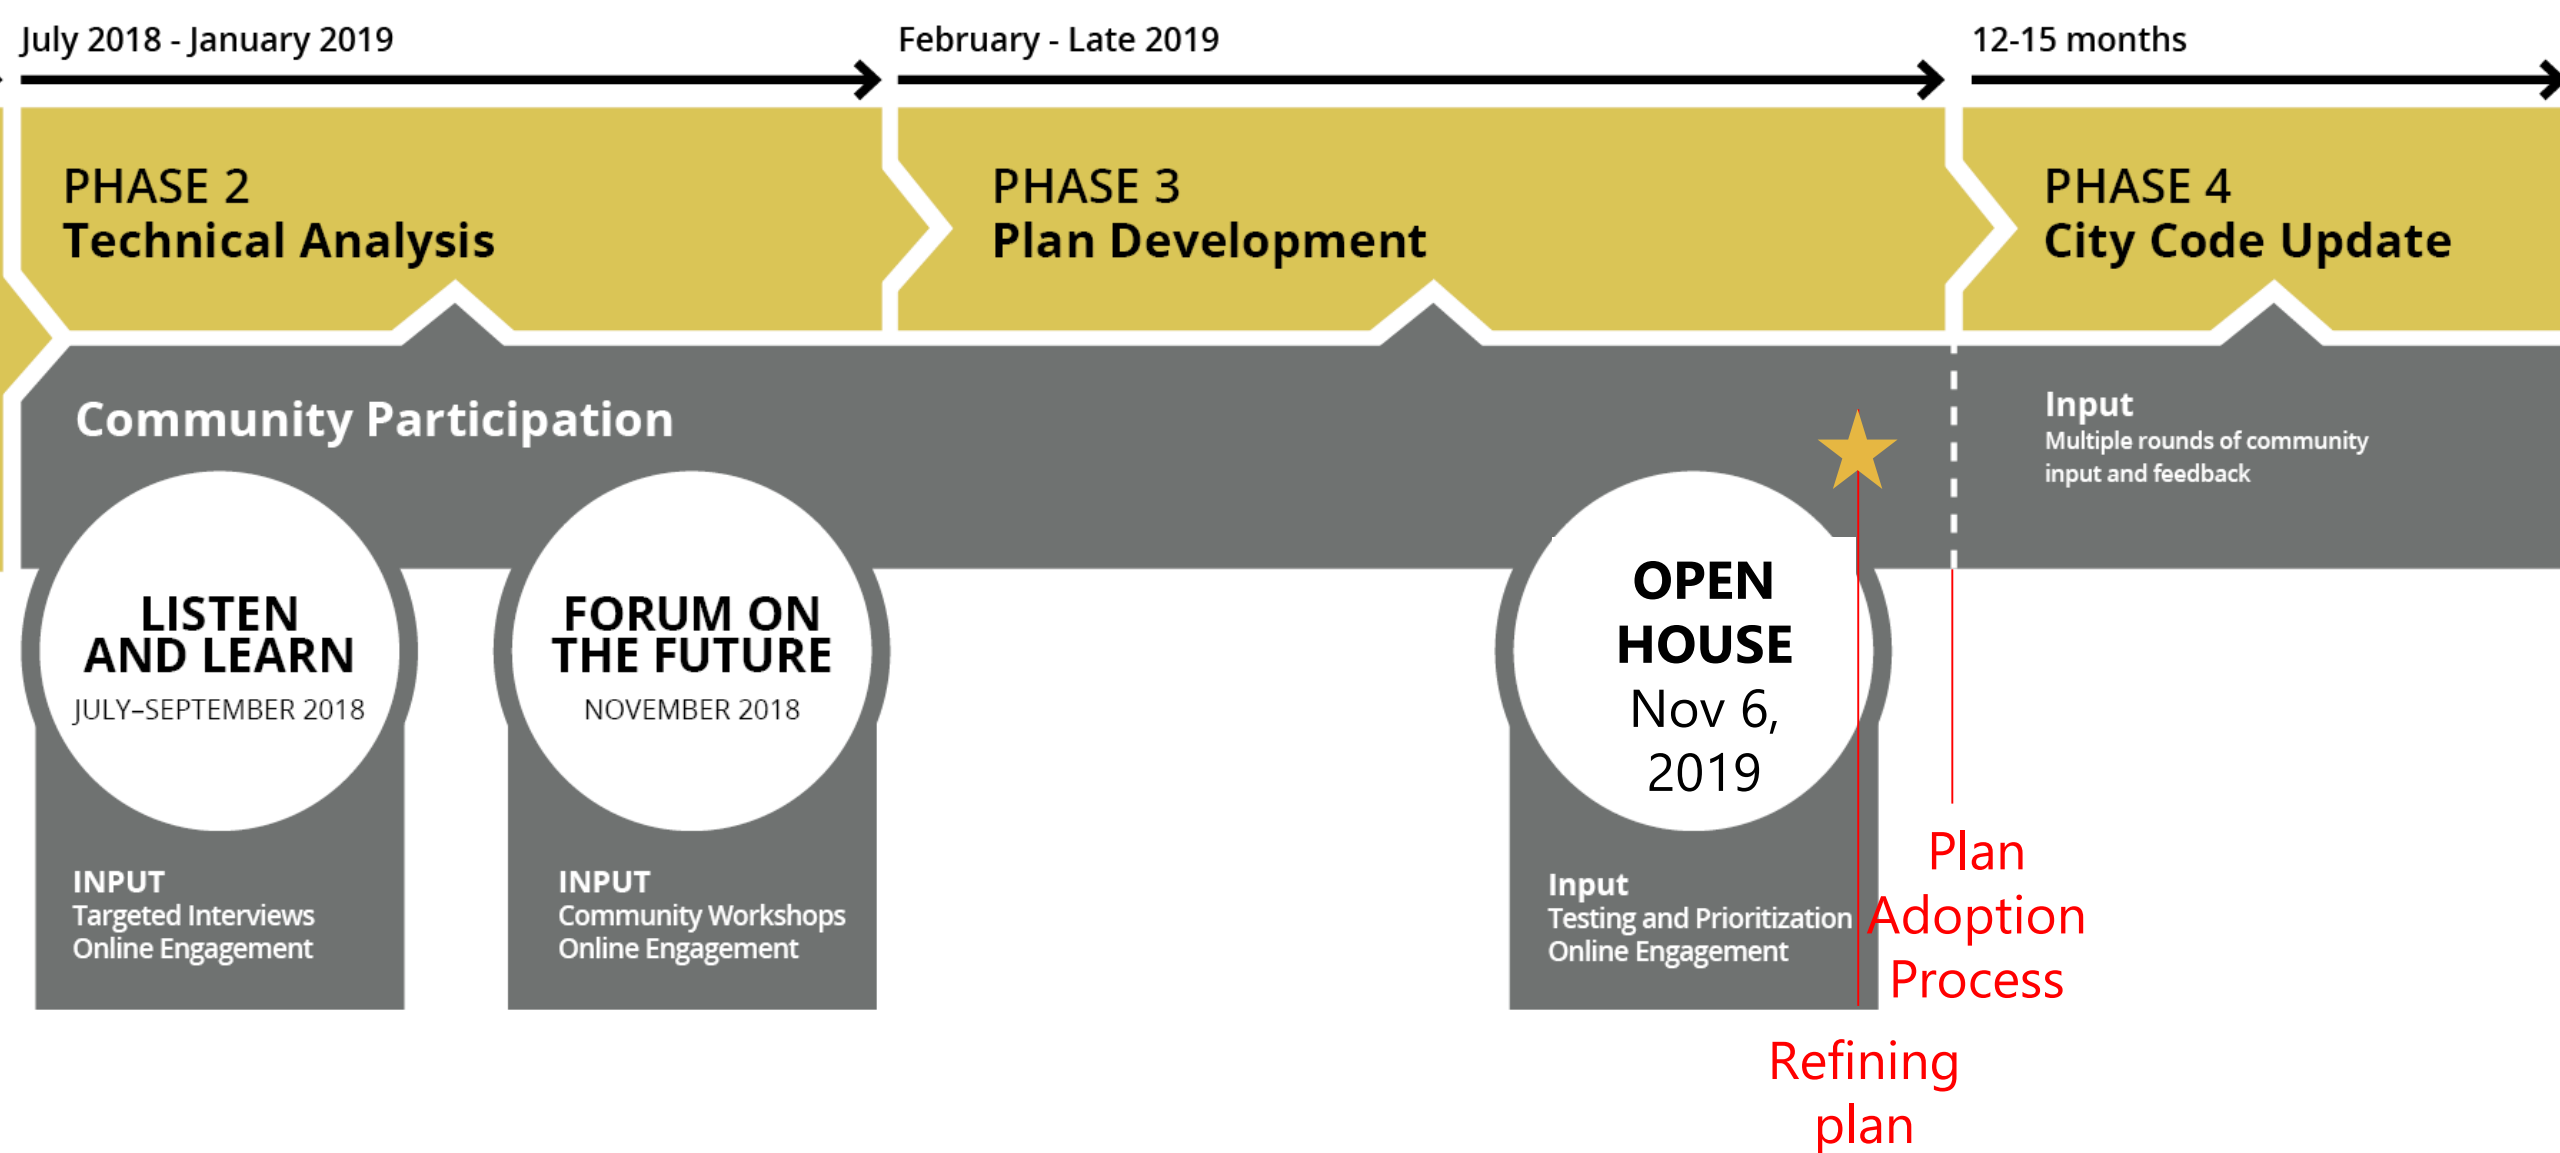 July 2018 - January 2019
February - Late 2019
12-15 months
PHASE 2
Technical Analysis
PHASE 3
Plan Development
PHASE 4
City Code Update
Community Participation
Input
Multiple rounds of community
input and feedback
LISTEN
AND LEARN
JULY–SEPTEMBER 2018
INPUT
Targeted Interviews
Online Engagement
FORUM ON
THE FUTURE
NOVEMBER 2018
INPUT
Community Workshops
Online Engagement
OPEN
HOUSE
Nov 6,
2019
Input
Testing and Prioritization
Online Engagement
Plan
Adoption
Process
Refining
plan